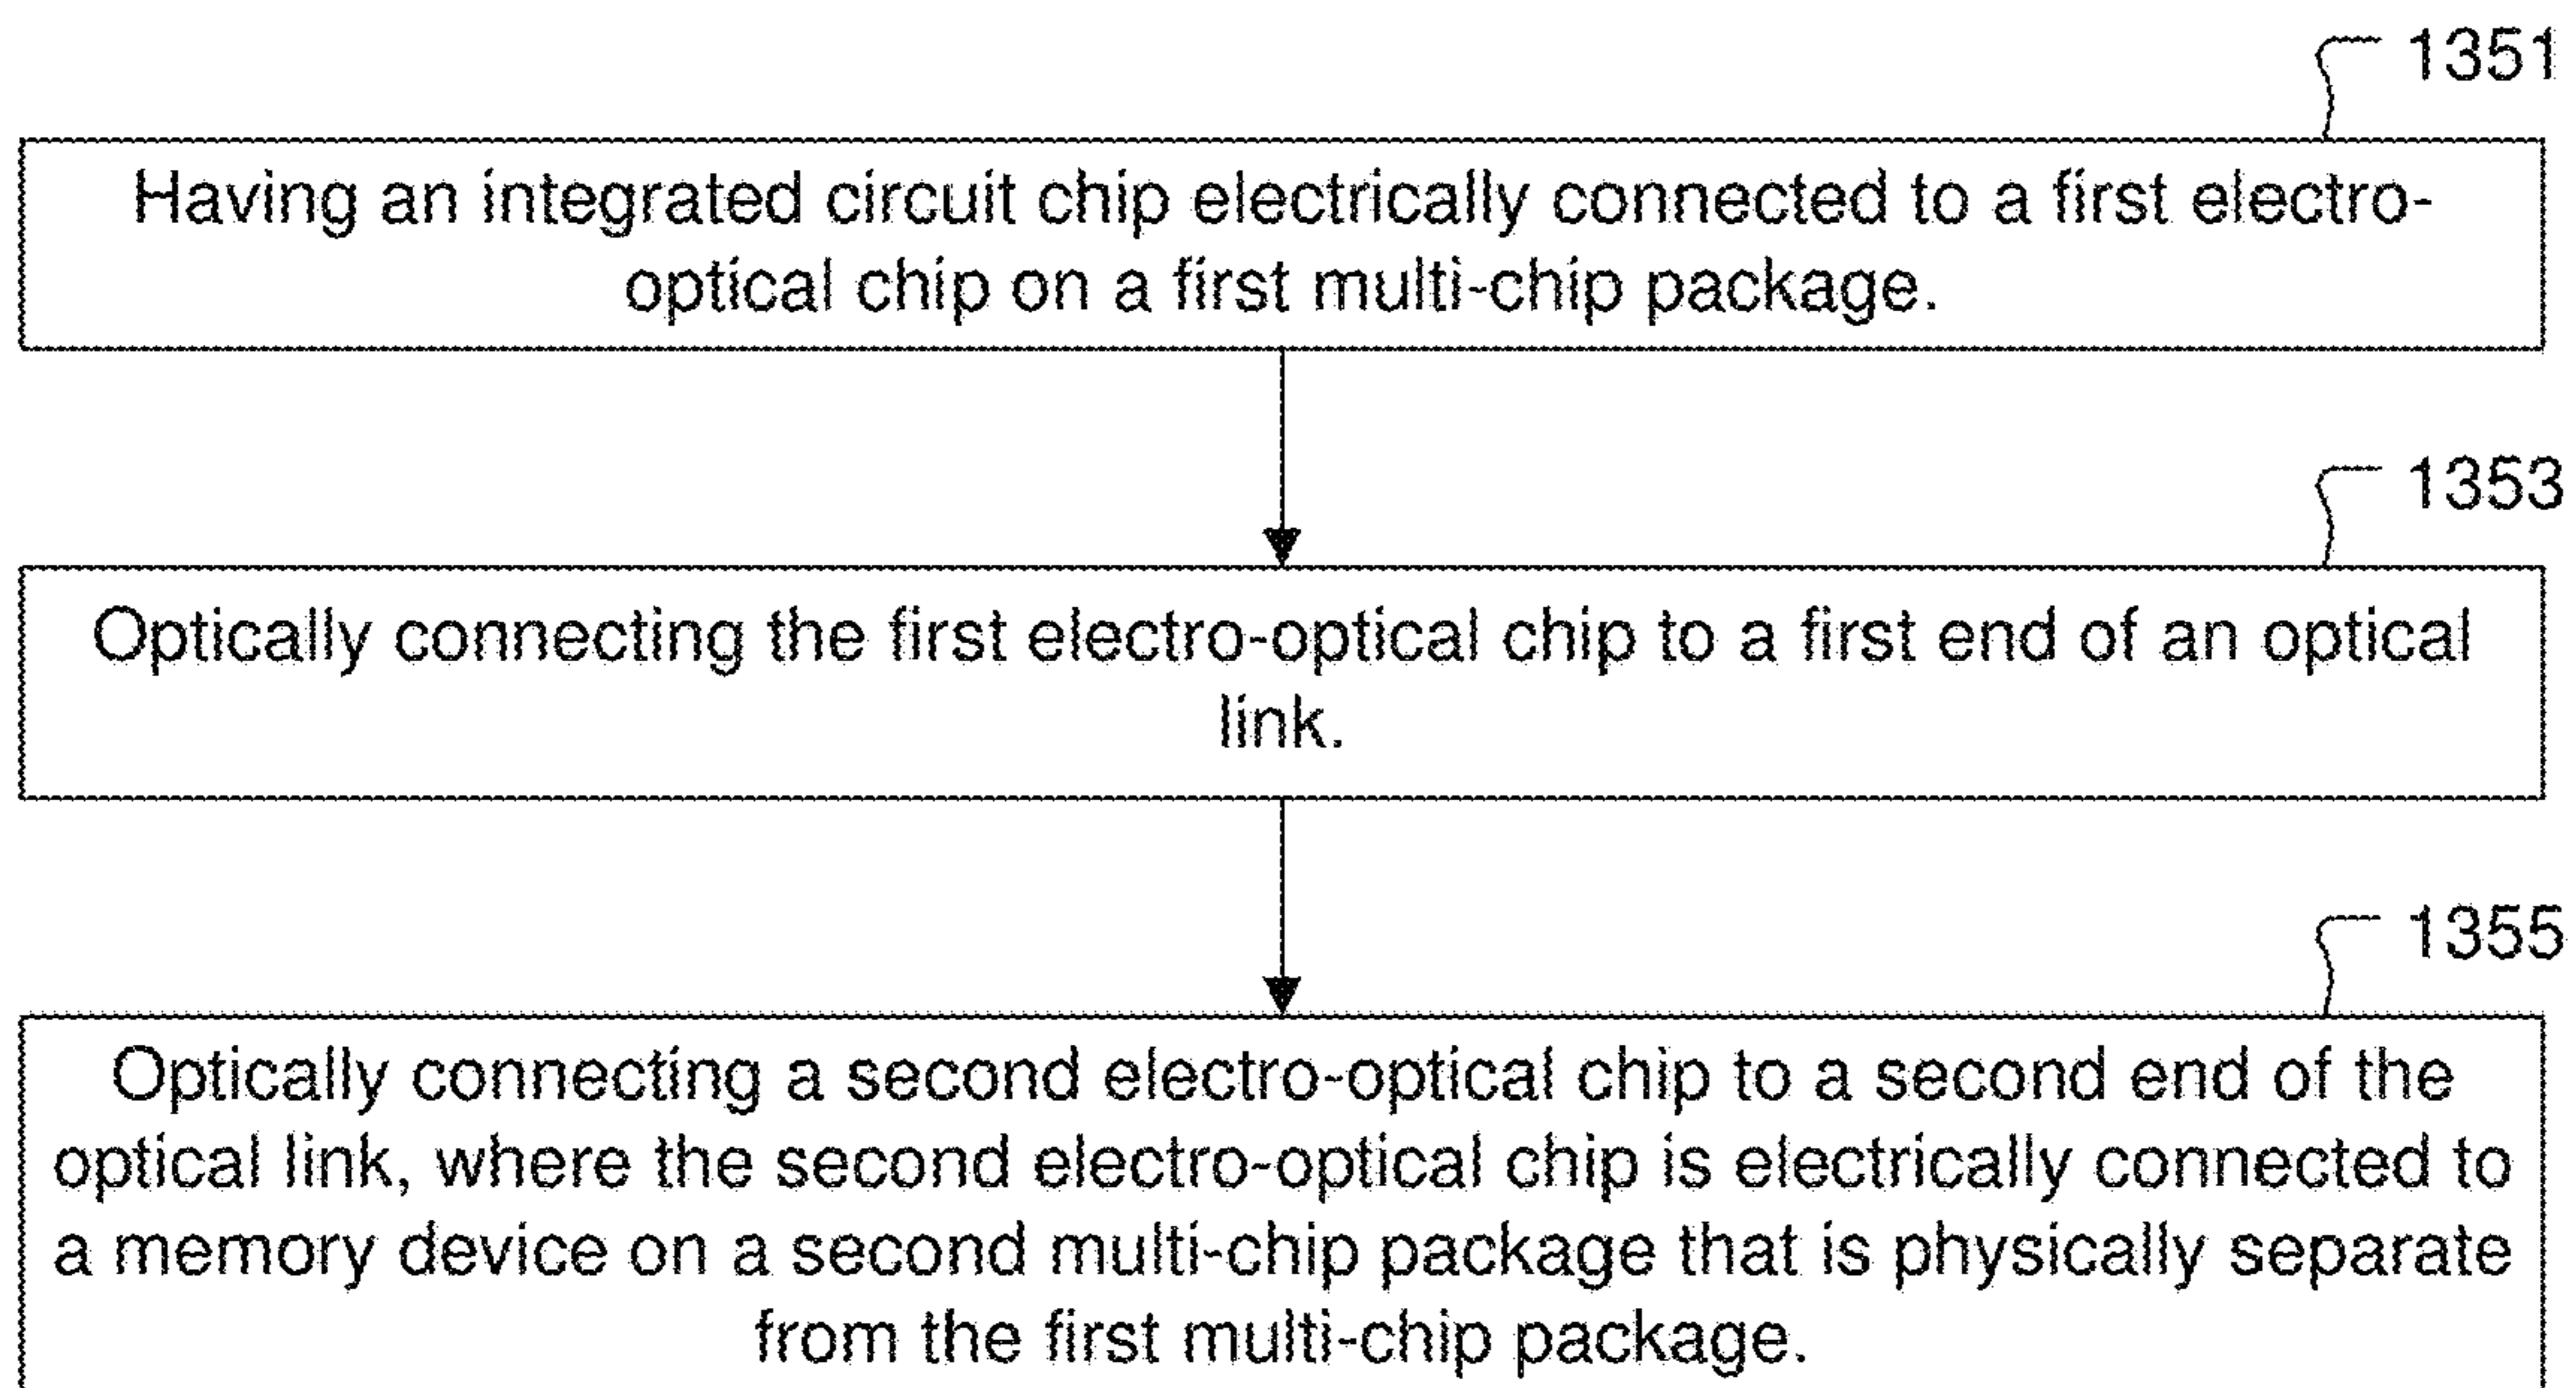 1351
Having an integrated circuit chip electrically connected to a first electro-
optical chip on a first multi-chip package.
1353
Optically connecting the first electro-optical chip to a first end of an optical
link.
1355
Optically connecting a second electro-optical chip to a second end of the
optical link, where the second electro-optical chip is electrically connected to
a memory device on a second multi-chip package that is physically separate
from the first multi-chip package.